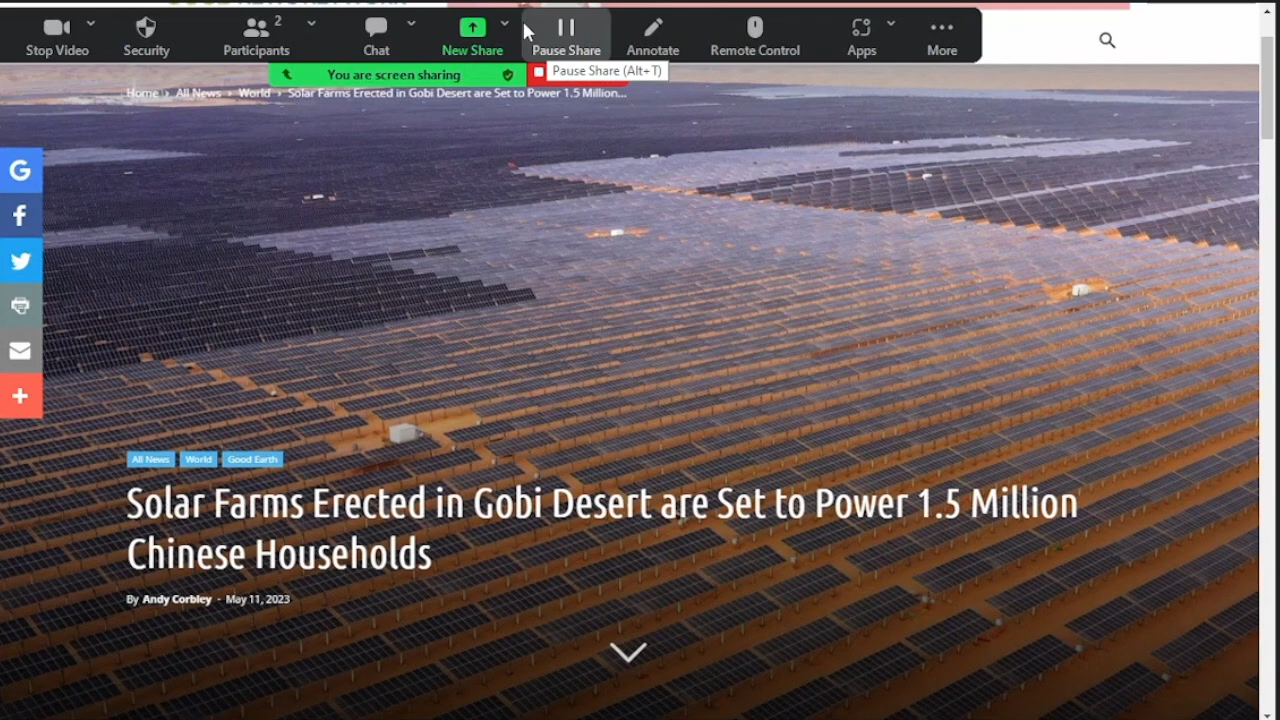 2
Stop Video Security Participants Chat New Share Pause Share Annotate Remote Control Apps More
You are screen sharing
Pause Share (Alt+T)
Home › All News › World › Solar Farms Erected in Gobi Desert are Set to Power 1.5 Million...
G
f
All News World Good Earth
Solar Farms Erected in Gobi Desert are Set to Power 1.5 Million
Chinese Households
By Andy Corbley - May 11, 2023